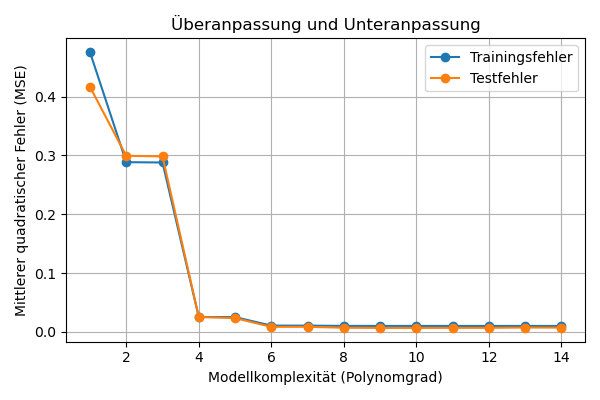 Überanpassung und Unteranpassung
Trainingsfehler
Testfehler
Mittlerer quadratischer Fehler (MSE)
0.4
0.3
0.2
0.1
0.0
2 4 6 8 10 12 14
Modellkomplexität (Polynomgrad)